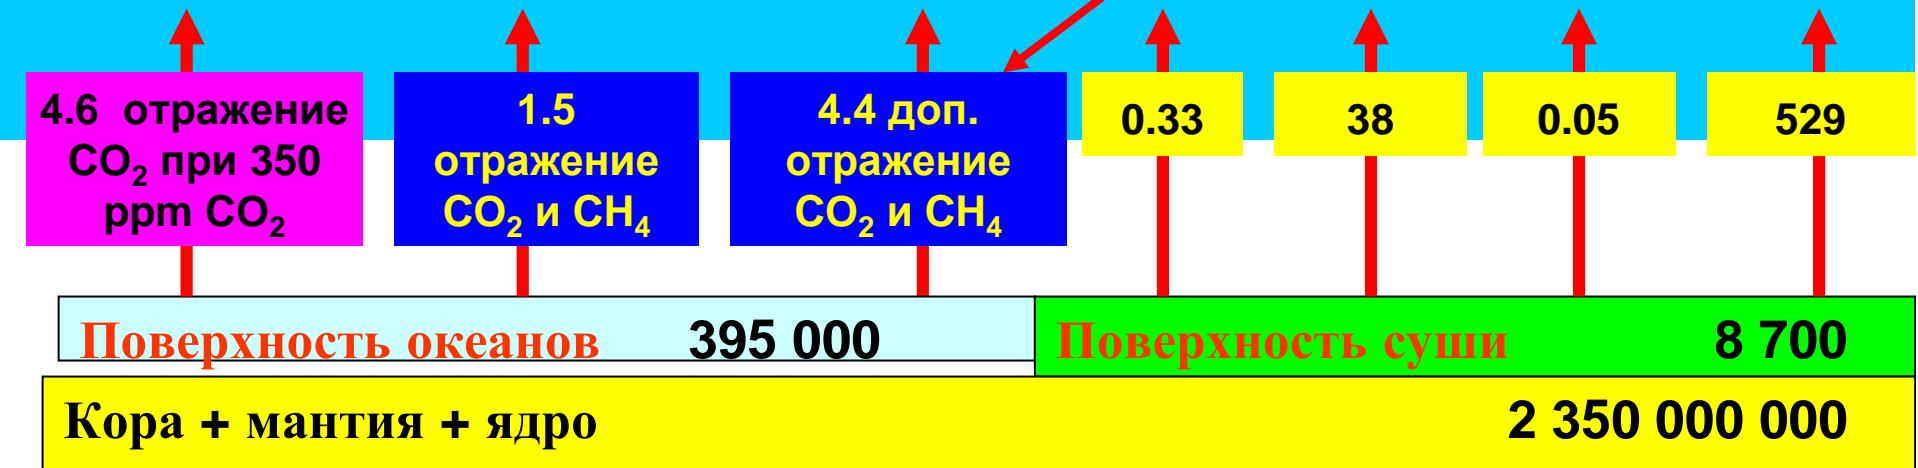 4.6 отражение
CO₂ при 350
ppm CO₂
1.5
отражение
CO₂ и CH₄
4.4 доп.
отражение
CO₂ и CH₄
0.33
38
0.05
529
Поверхность океанов 395 000
Поверхность суши 8 700
Кора + мантия + ядро 2 350 000 000